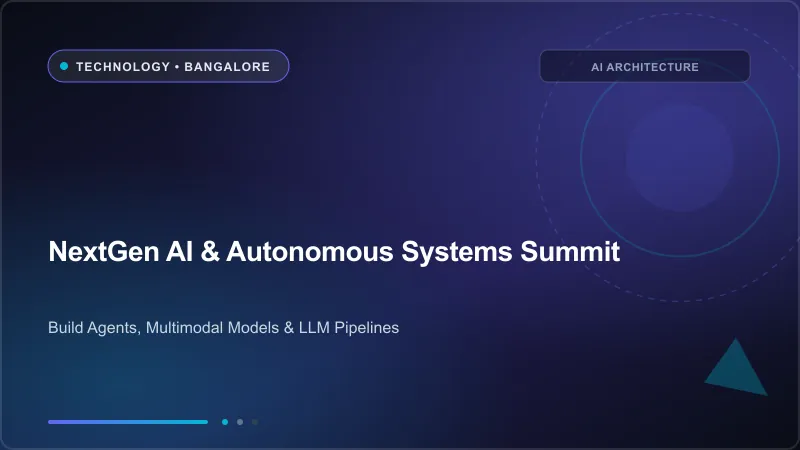 TECHNOLOGY • BANGALORE
AI ARCHITECTURE
NextGen AI & Autonomous Systems Summit
Build Agents, Multimodal Models & LLM Pipelines